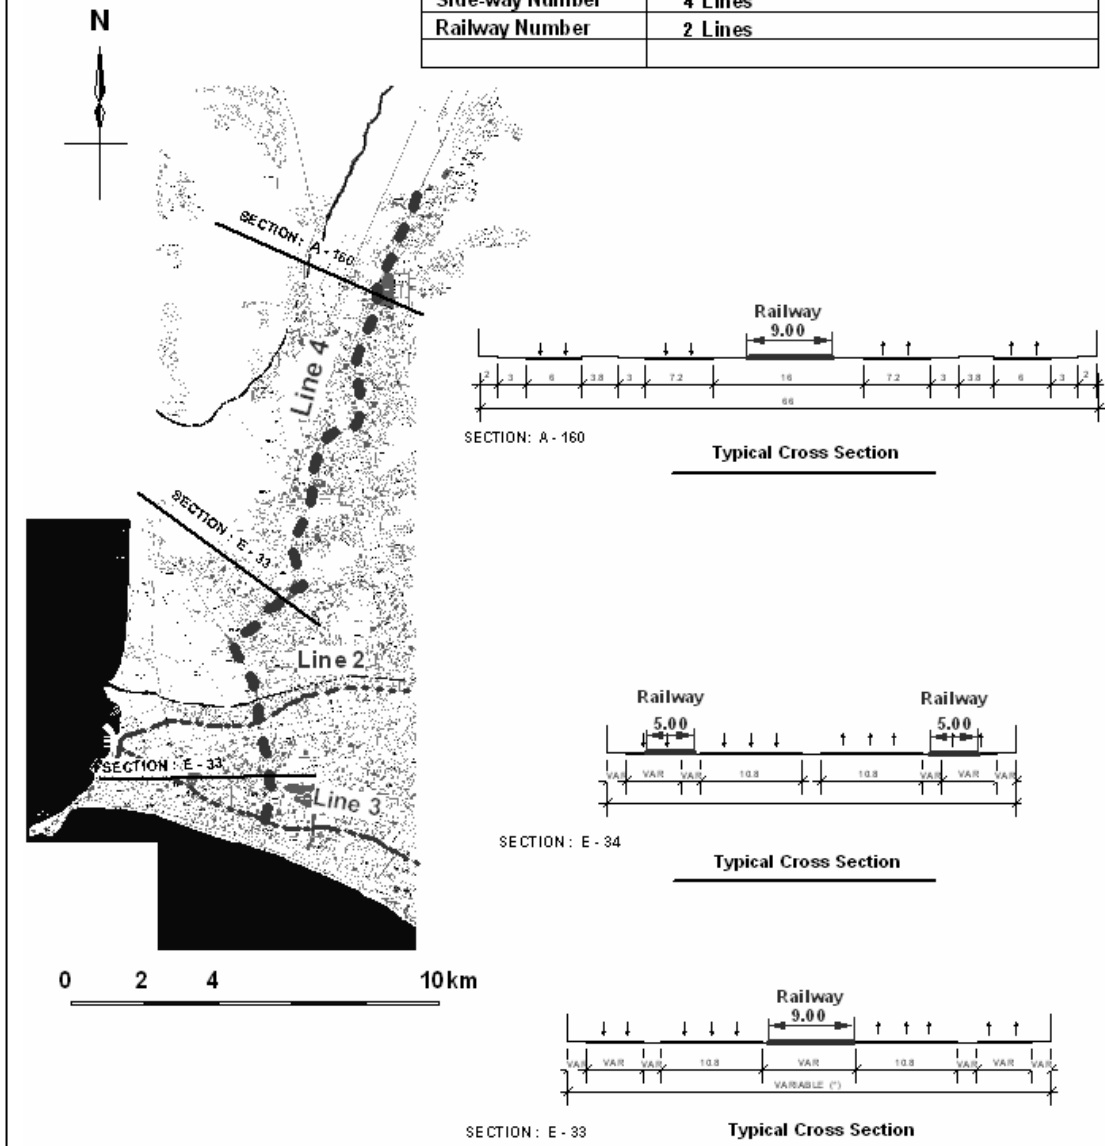 Side-way Number 4 Lines
Railway Number 2 Lines
N
SECTION : A - 160
Line 4
SECTION : E - 33
Line 2
SECTION : E - 33
Line 3
0 2 4 10km
Railway
9.00
2 3 6 3.8 3 7.2 16 7.2 3 3.8 6 3 2
66
SECTION: A - 160
Typical Cross Section
Railway Railway
5.00 5.00
VAR VAR VAR 10.8 10.8 VAR VAR VAR
SECTION : E - 34
Typical Cross Section
Railway
9.00
VAR VAR VAR 10.8 VAR 10.8 VAR VAR VAR
VARIABLE (*)
SECTION : E - 33
Typical Cross Section